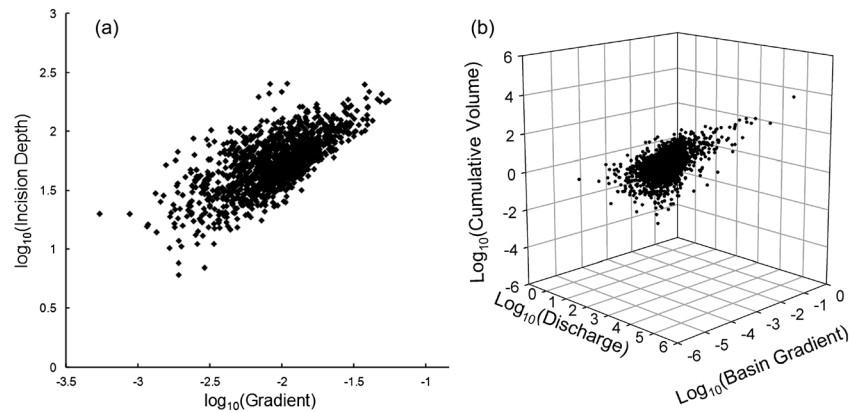 (a)
log10(Incision Depth)
3
2.5
2
1.5
1
0.5
0
-3.5 -3 -2.5 -2 -1.5 -1
log10(Gradient)
(b)
Log10(Cumulative Volume)
6
4
2
0
-2
-4
-6
0 1 2 3 4 5 6
Log10(Discharge)
-6 -5 -4 -3 -2 -1 0
Log10(Basin Gradient)